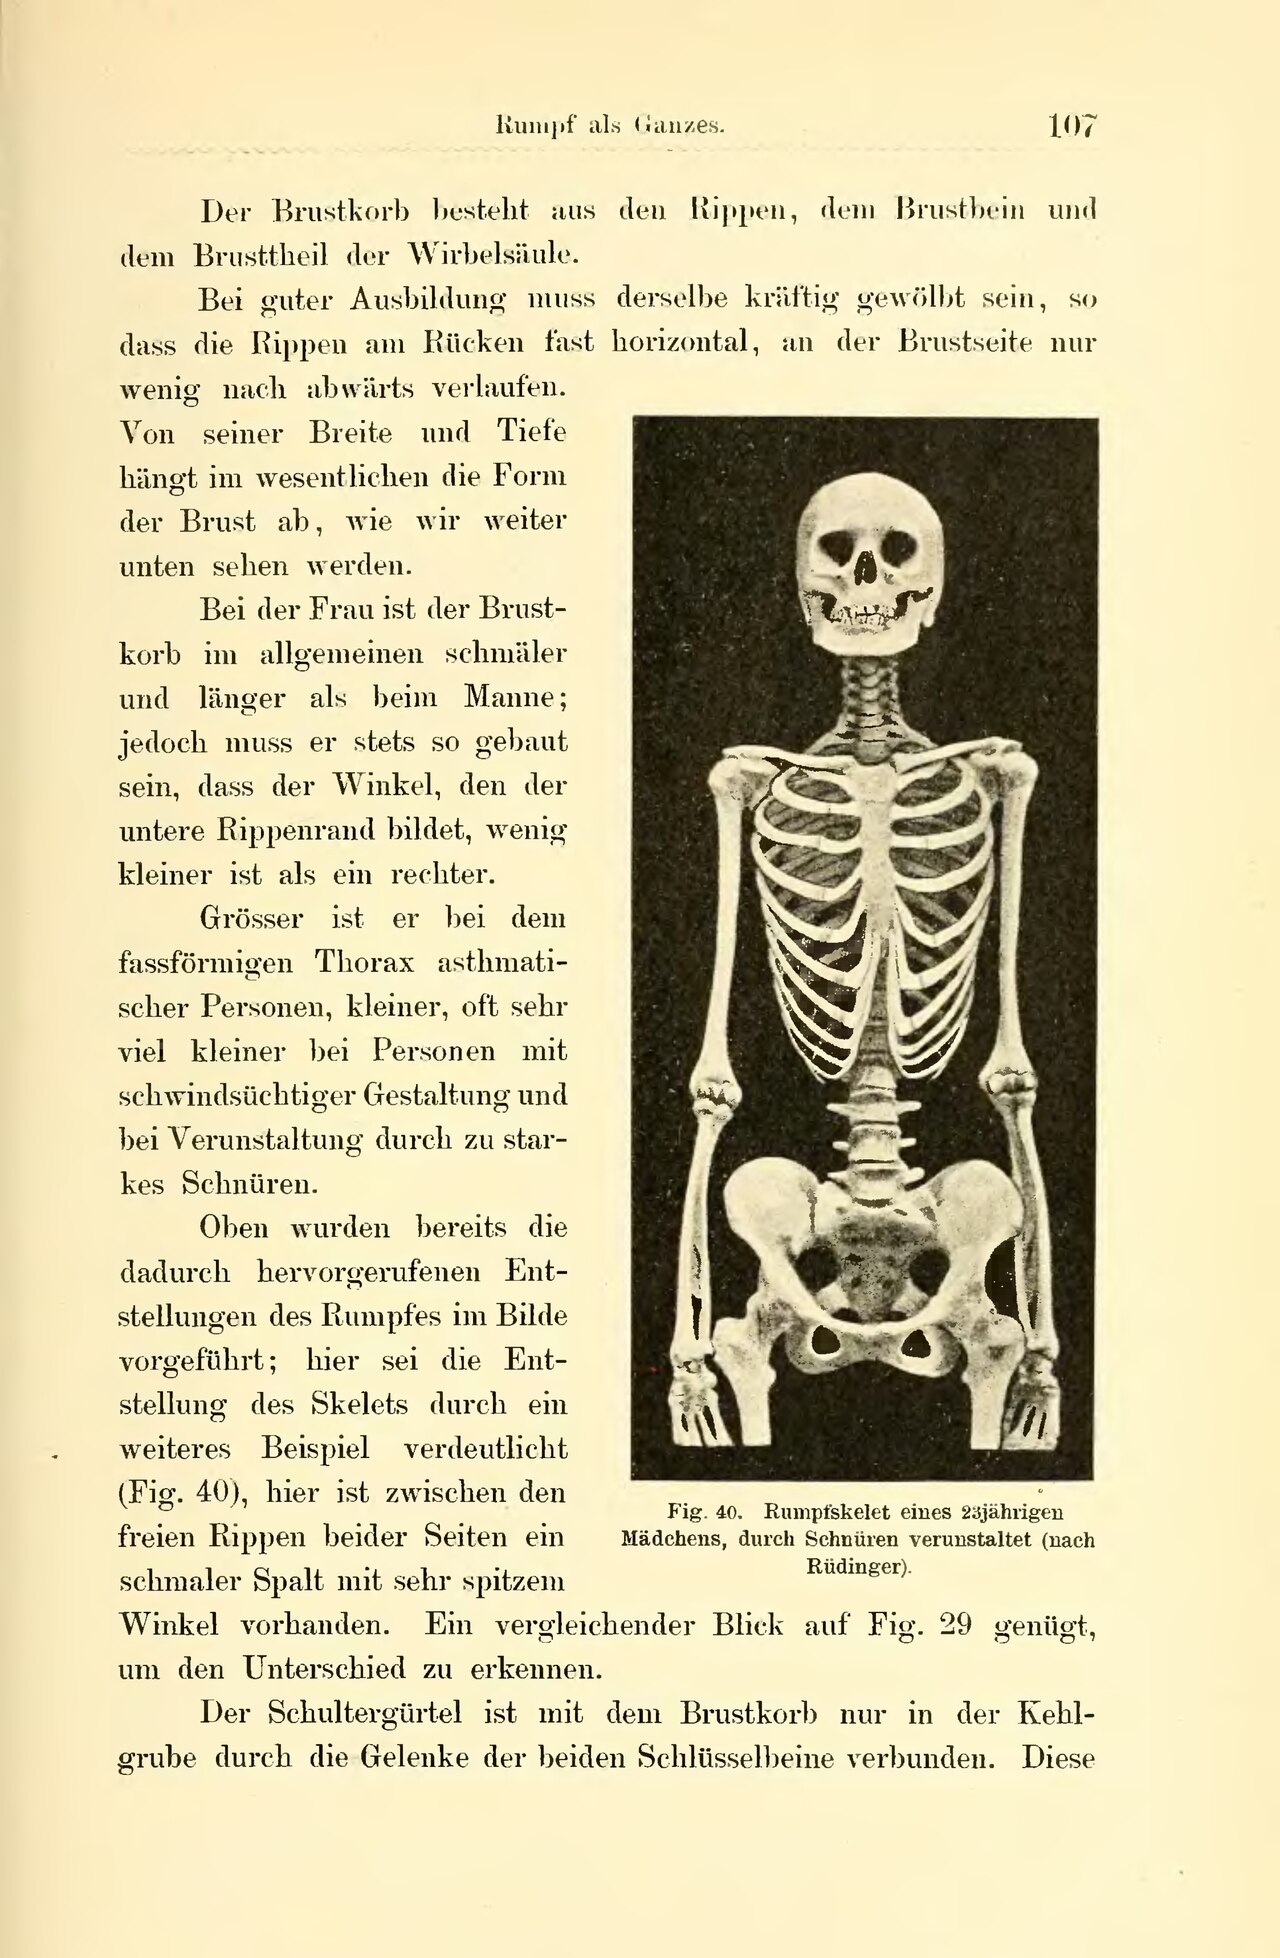 Rumpf als Ganzes.
107
Der Brustkorb besteht aus den Rippen, dem Brustbein und
dem Brusttheil der Wirbelsäule.
Bei guter Ausbildung muss derselbe kräftig gewölbt sein, so
dass die Rippen am Rücken fast horizontal, an der Brustseite nur
wenig nach abwärts verlaufen.
Von seiner Breite und Tiefe
hängt im wesentlichen die Form
der Brust ab, wie wir weiter
unten sehen werden.
Bei der Frau ist der Brust-
korb im allgemeinen schmäler
und länger als beim Manne;
jedoch muss er stets so gebaut
sein, dass der Winkel, den der
untere Rippenrand bildet, wenig
kleiner ist als ein rechter.
Grösser ist er bei dem
fassförmigen Thorax asthmati-
scher Personen, kleiner, oft sehr
viel kleiner bei Personen mit
schwindsüchtiger Gestaltung und
bei Verunstaltung durch zu star-
kes Schnüren.
Oben wurden bereits die
dadurch hervorgerufenen Ent-
stellungen des Rumpfes im Bilde
vorgeführt; hier sei die Ent-
stellung des Skelets durch ein
weiteres Beispiel verdeutlicht
(Fig. 40), hier ist zwischen den
freien Rippen beider Seiten ein
schmaler Spalt mit sehr spitzem
Winkel vorhanden. Ein vergleichender Blick auf Fig. 29 genügt,
um den Unterschied zu erkennen.
Der Schultergürtel ist mit dem Brustkorb nur in der Kehl-
grube durch die Gelenke der beiden Schlüsselbeine verbunden. Diese
Fig. 40. Rumpfskelet eines 23jährigen
Mädchens, durch Schnüren verunstaltet (nach
Rüdinger).